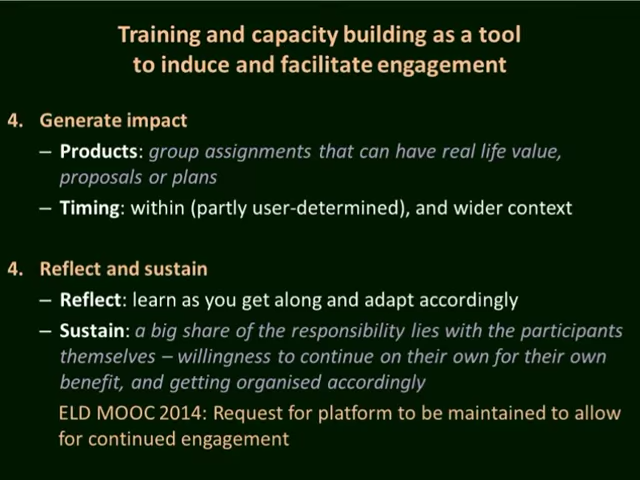 Training and capacity building as a tool
to induce and facilitate engagement
4. Generate impact
– Products: group assignments that can have real life value,
proposals or plans
– Timing: within (partly user-determined), and wider context
4. Reflect and sustain
– Reflect: learn as you get along and adapt accordingly
– Sustain: a big share of the responsibility lies with the participants
themselves – willingness to continue on their own for their own
benefit, and getting organised accordingly
ELD MOOC 2014: Request for platform to be maintained to allow
for continued engagement